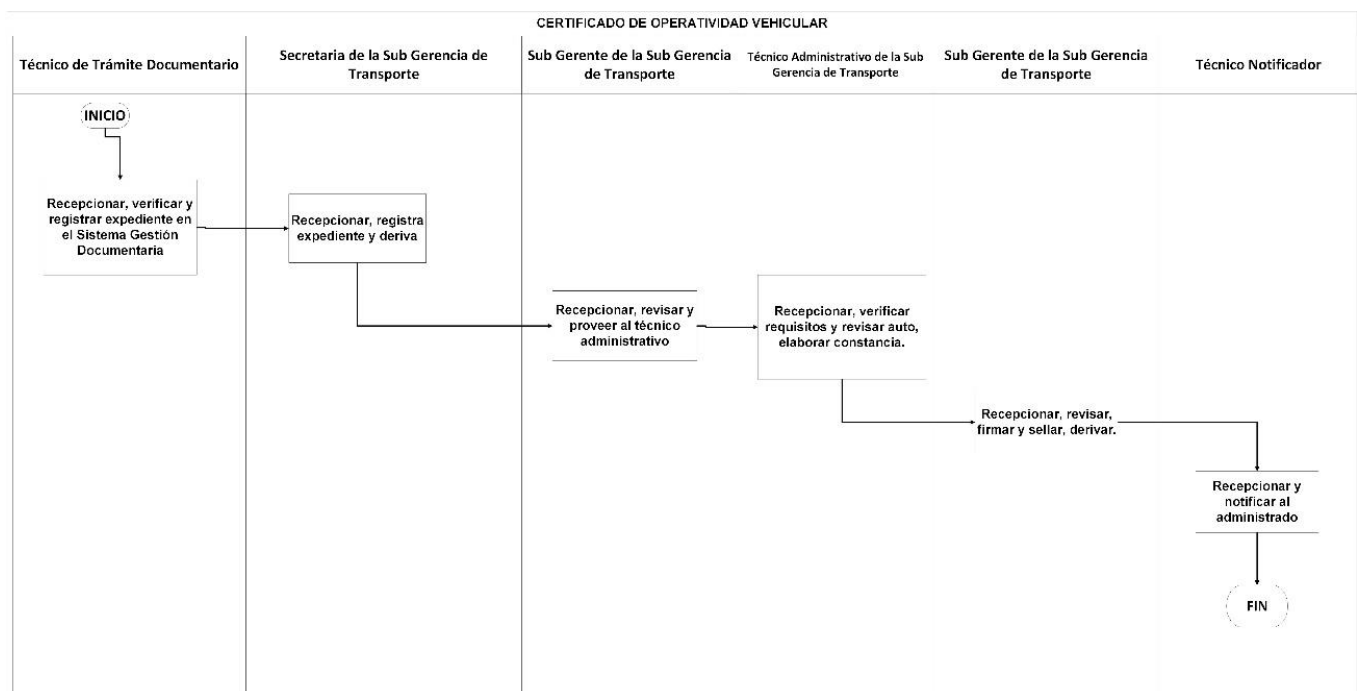 CERTIFICADO DE OPERATIVIDAD VEHICULAR
Técnico de Trámite Documentario
Secretaria de la Sub Gerencia de
Transporte
Sub Gerente de la Sub Gerencia
de Transporte
Técnico Administrativo de la Sub
Gerencia de Transporte
Sub Gerente de la Sub Gerencia
de Transporte
Técnico Notificador
INICIO
Recepcionar, verificar y
registrar expediente en
el Sistema Gestión
Documentaria
Recepcionar, registra
expediente y deriva
Recepcionar, revisar y
proveer al técnico
administrativo
Recepcionar, verificar
requisitos y revisar auto,
elaborar constancia.
Recepcionar, revisar,
firmar y sellar, derivar.
Recepcionar y
notificar al
administrado
FIN